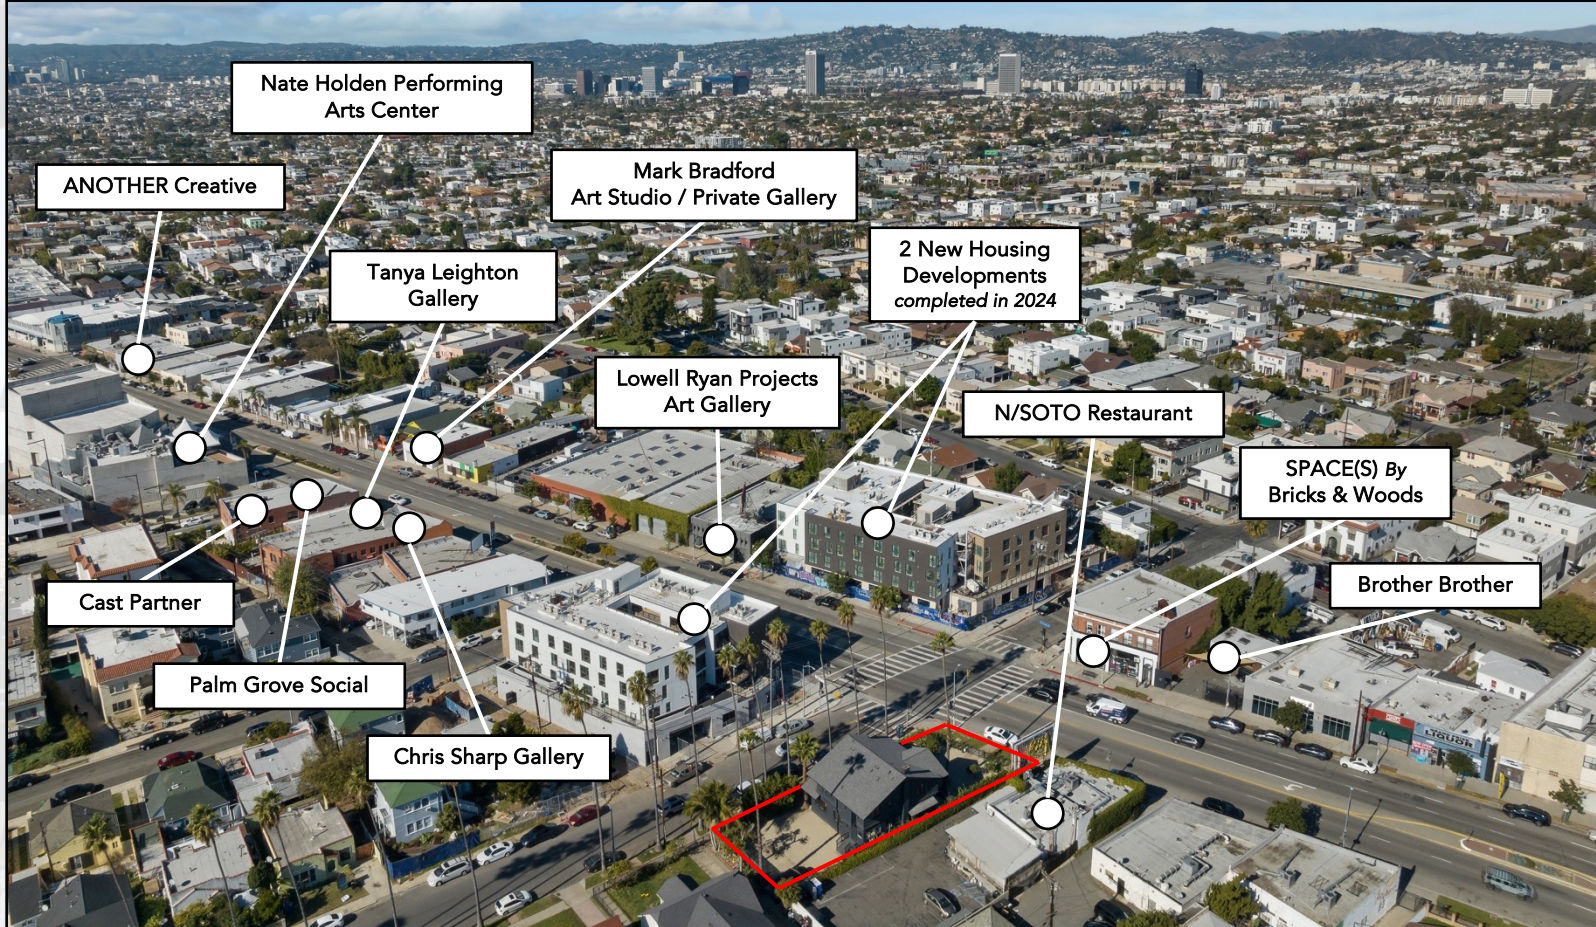 Nate Holden Performing
Arts Center
ANOTHER Creative
Mark Bradford
Art Studio / Private Gallery
Tanya Leighton
Gallery
2 New Housing
Developments
completed in 2024
Lowell Ryan Projects
Art Gallery
N/SOTO Restaurant
SPACE(S) By
Bricks & Woods
Brother Brother
Cast Partner
Palm Grove Social
Chris Sharp Gallery
LIQUOR